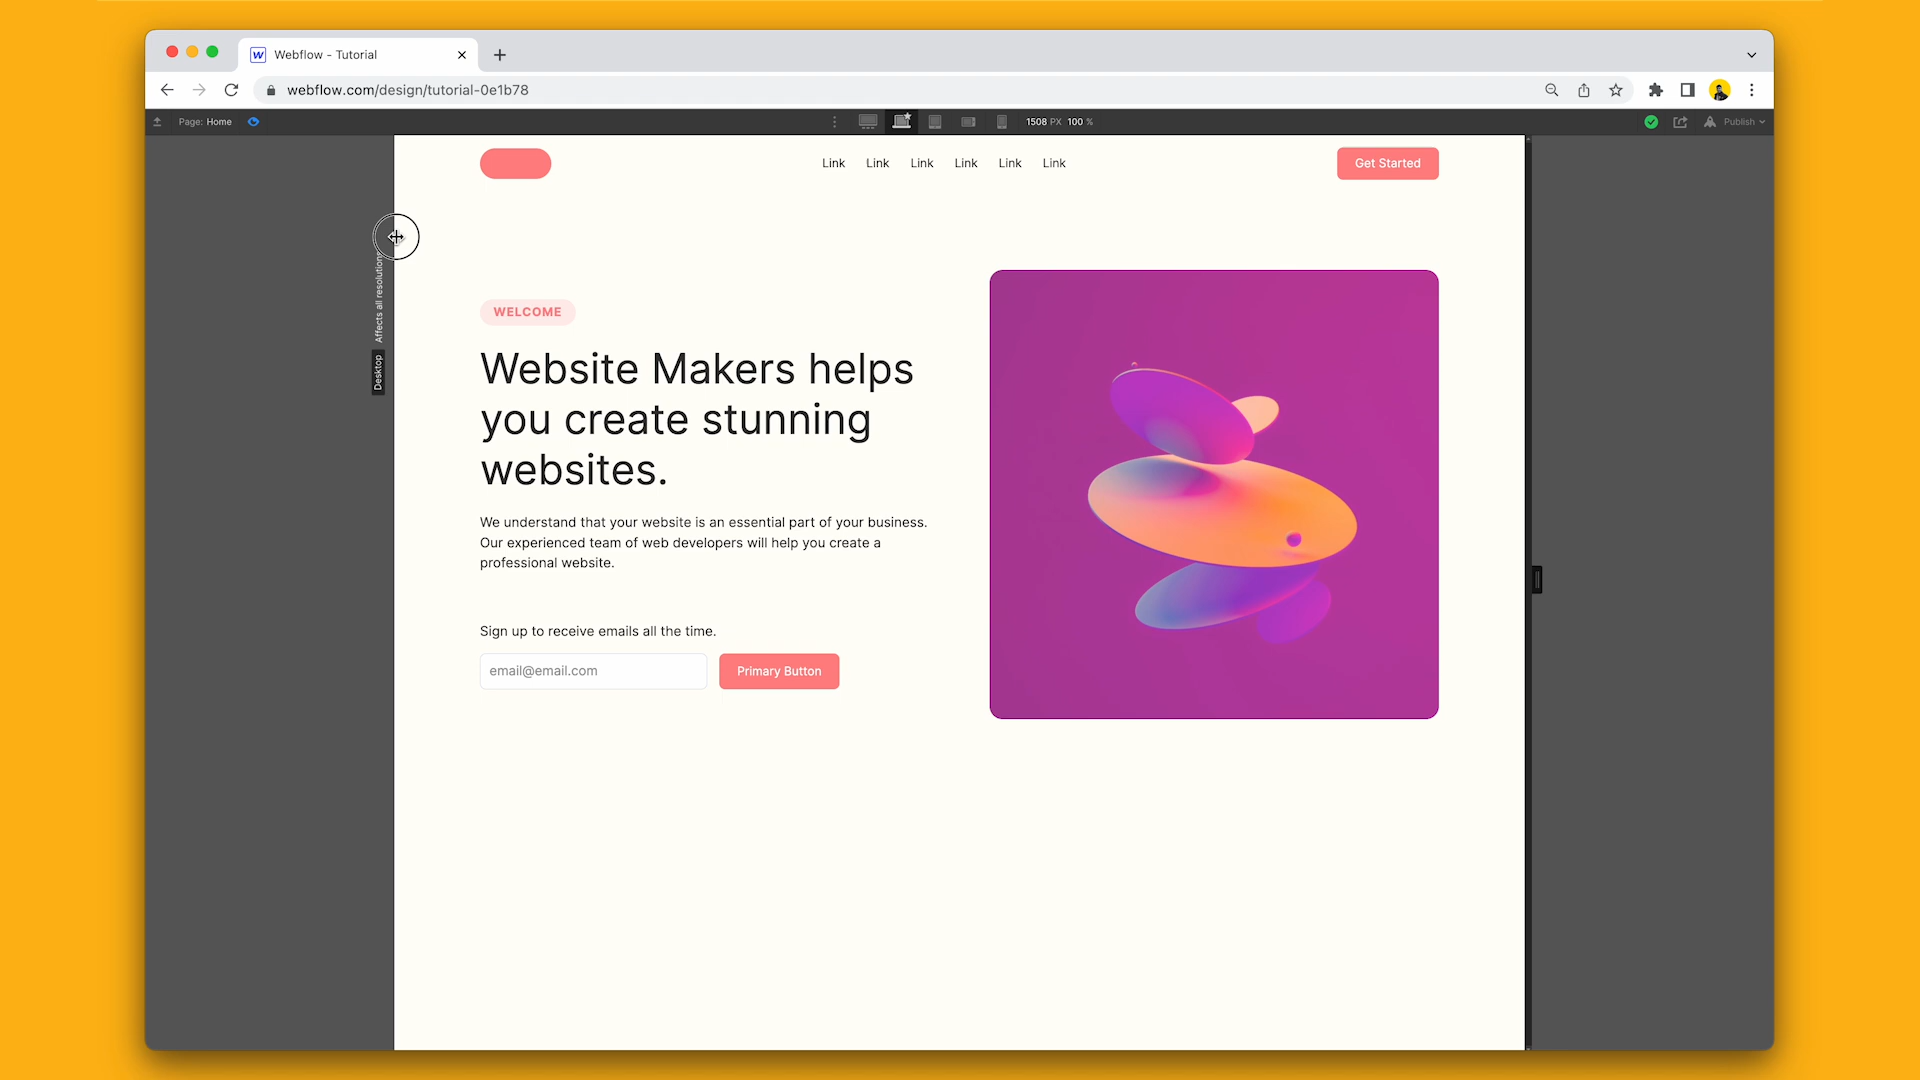 W Webflow - Tutorial
webflow.com/design/tutorial-0e1b78
Page: Home 1508 PX 100 % Publish
Link Link Link Link Link Link Get Started
Affects all resolutions
Desktop
WELCOME
Website Makers helps
you create stunning
websites.
We understand that your website is an essential part of your business.
Our experienced team of web developers will help you create a
professional website.
Sign up to receive emails all the time.
email@email.com Primary Button